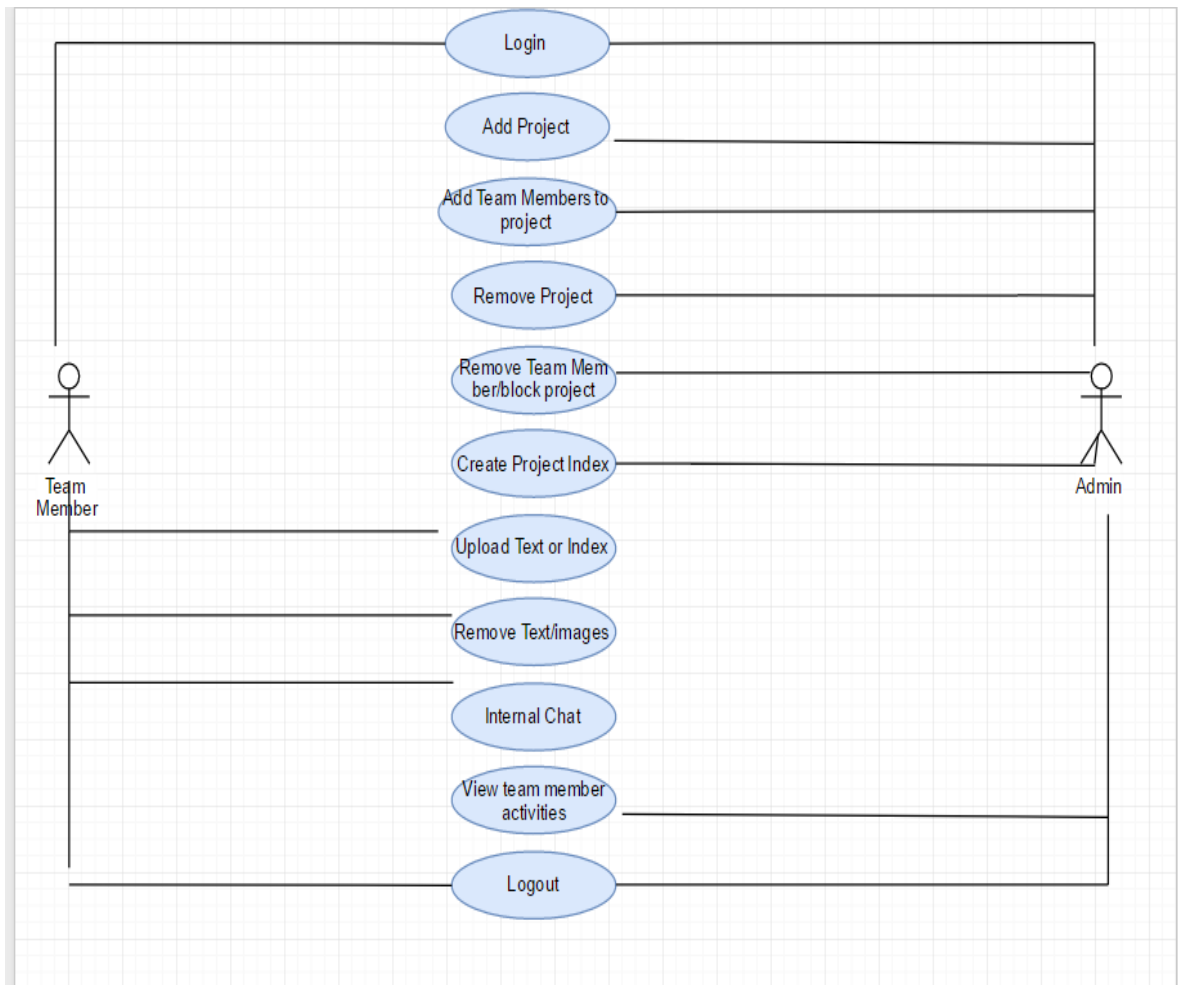 Login
Add Project
Add Team Members to
project
Remove Project
Remove Team Mem
ber/block project
Create Project Index
Team
Member
Admin
Upload Text or Index
Remove Text/images
Internal Chat
View team member
activities
Logout